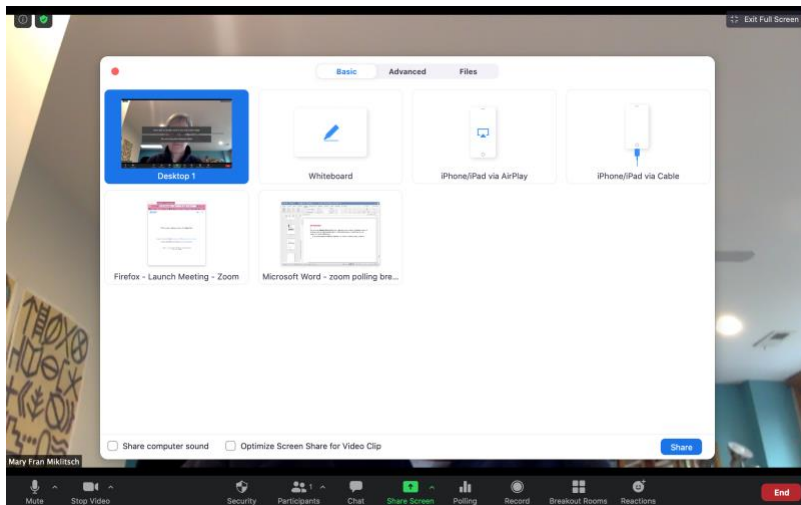 Exit Full Screen
Basic Advanced Files
Desktop 1 Whiteboard iPhone/iPad via AirPlay iPhone/iPad via Cable
Firefox - Launch Meeting - Zoom Microsoft Word - zoom polling bre...
Share computer sound Optimize Screen Share for Video Clip Share
Mary Fran Miklitsch
1
Mute Stop Video Security Participants Chat Share Screen Polling Record Breakout Rooms Reactions End